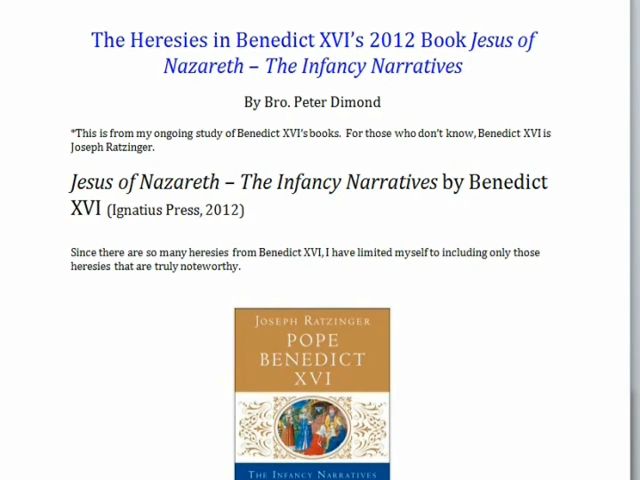 The Heresies in Benedict XVI’s 2012 Book Jesus of
Nazareth – The Infancy Narratives
By Bro. Peter Dimond
*This is from my ongoing study of Benedict XVI’s books. For those who don’t know, Benedict XVI is
Joseph Ratzinger.
Jesus of Nazareth – The Infancy Narratives by Benedict
XVI (Ignatius Press, 2012)
Since there are so many heresies from Benedict XVI, I have limited myself to including only those
heresies that are truly noteworthy.
JOSEPH RATZINGER
POPE
BENEDICT
XVI
THE INFANCY NARRATIVES